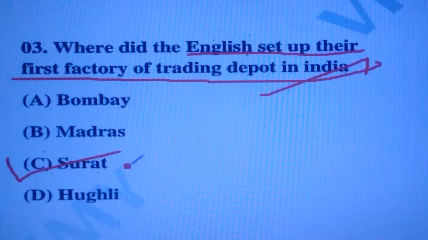 03. Where did the English set up their
first factory of trading depot in india
(A) Bombay
(B) Madras
(C) Surat
(D) Hughli